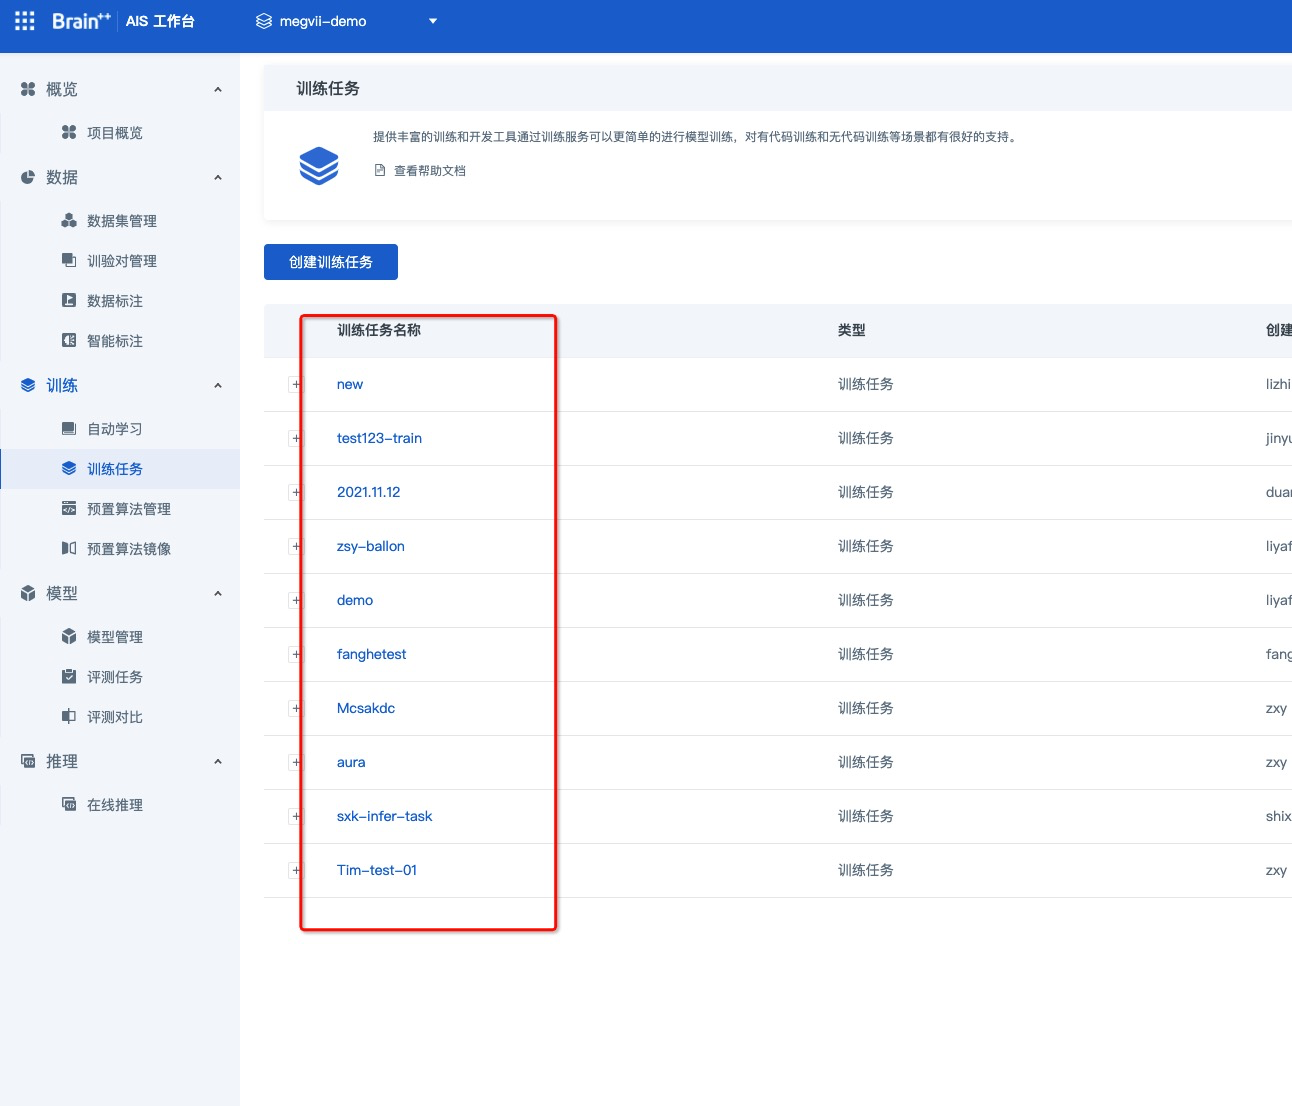 Brain++ AIS 工作台 megvii-demo
概览
项目概览
数据
数据集管理
训验对管理
数据标注
智能标注
训练
自动学习
训练任务
预置算法管理
预置算法镜像
模型
模型管理
评测任务
评测对比
推理
在线推理
训练任务
提供丰富的训练和开发工具通过训练服务可以更简单的进行模型训练，对有代码训练和无代码训练等场景都有很好的支持。
查看帮助文档
创建训练任务
训练任务名称 类型 创建
new 训练任务 lizhi
test123-train 训练任务 jinyu
2021.11.12 训练任务 duan
zsy-ballon 训练任务 liyaf
demo 训练任务 liyaf
fanghetest 训练任务 fang
Mcsakdc 训练任务 zxy
aura 训练任务 zxy
sxk-infer-task 训练任务 shix
Tim-test-01 训练任务 zxy